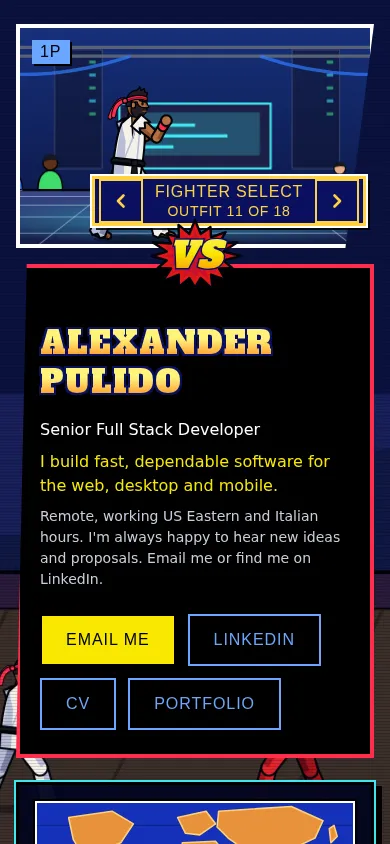 1P
FIGHTER SELECT
OUTFIT 11 OF 18
VS
ALEXANDER
PULIDO
Senior Full Stack Developer
I build fast, dependable software for
the web, desktop and mobile.
Remote, working US Eastern and Italian
hours. I'm always happy to hear new ideas
and proposals. Email me or find me on
LinkedIn.
EMAIL ME
LINKEDIN
CV
PORTFOLIO